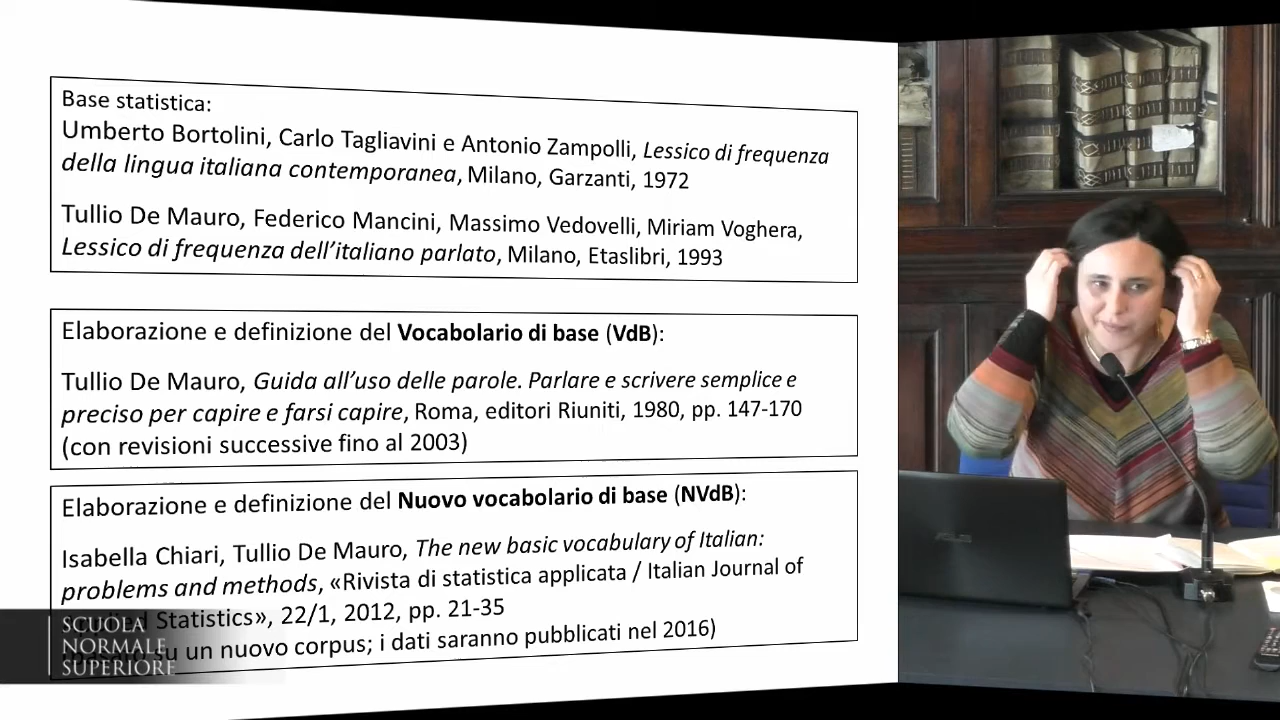 Base statistica:
Umberto Bortolini, Carlo Tagliavini e Antonio Zampolli, Lessico di frequenza
della lingua italiana contemporanea, Milano, Garzanti, 1972
Tullio De Mauro, Federico Mancini, Massimo Vedovelli, Miriam Voghera,
Lessico di frequenza dell'italiano parlato, Milano, Etaslibri, 1993
Elaborazione e definizione del Vocabolario di base (VdB):
Tullio De Mauro, Guida all'uso delle parole. Parlare e scrivere semplice e
preciso per capire e farsi capire, Roma, editori Riuniti, 1980, pp. 147-170
(con revisioni successive fino al 2003)
Elaborazione e definizione del Nuovo vocabolario di base (NVdB):
Isabella Chiari, Tullio De Mauro, The new basic vocabulary of Italian:
problems and methods, «Rivista di statistica applicata / Italian Journal of
Applied Statistics», 22/1, 2012, pp. 21-35
su un nuovo corpus; i dati saranno pubblicati nel 2016)
SCUOLA
NORMALE
SUPERIORE